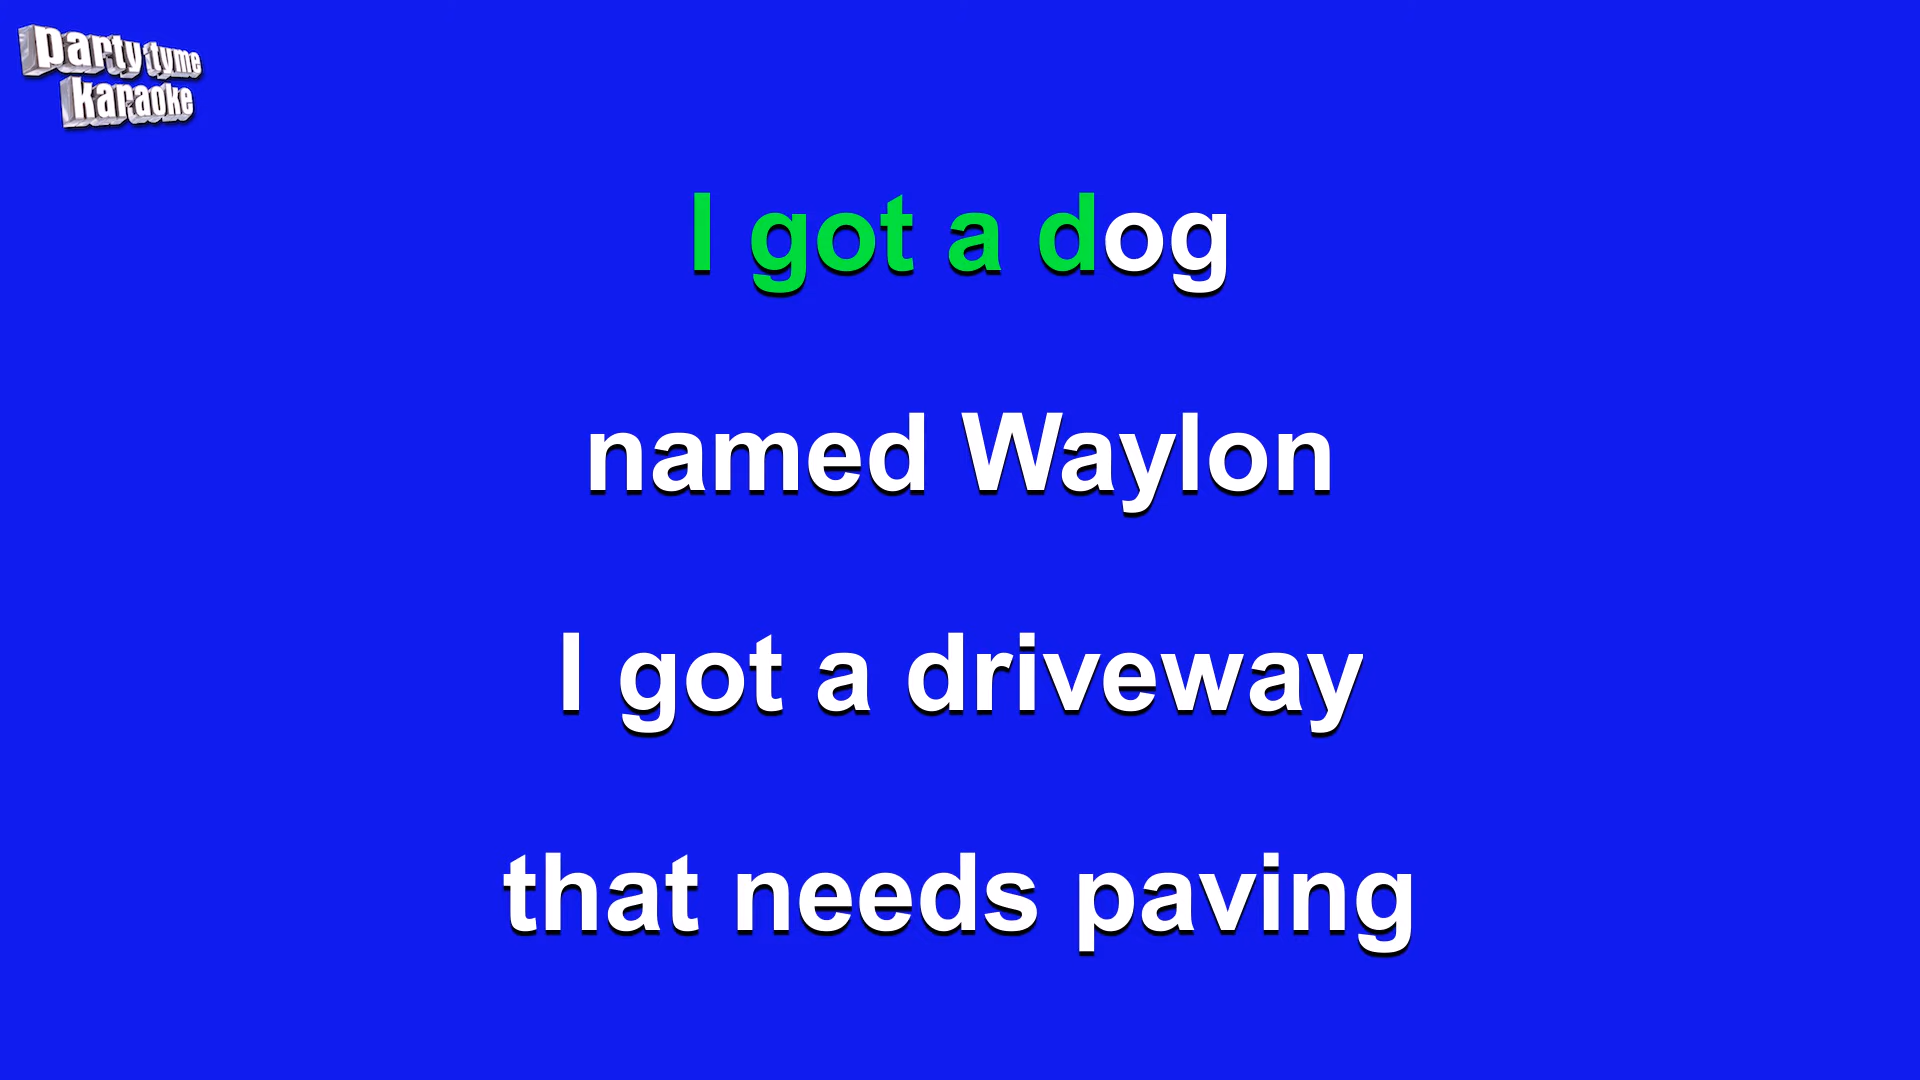 party tyme
karaoke
I got a dog
named Waylon
I got a driveway
that needs paving